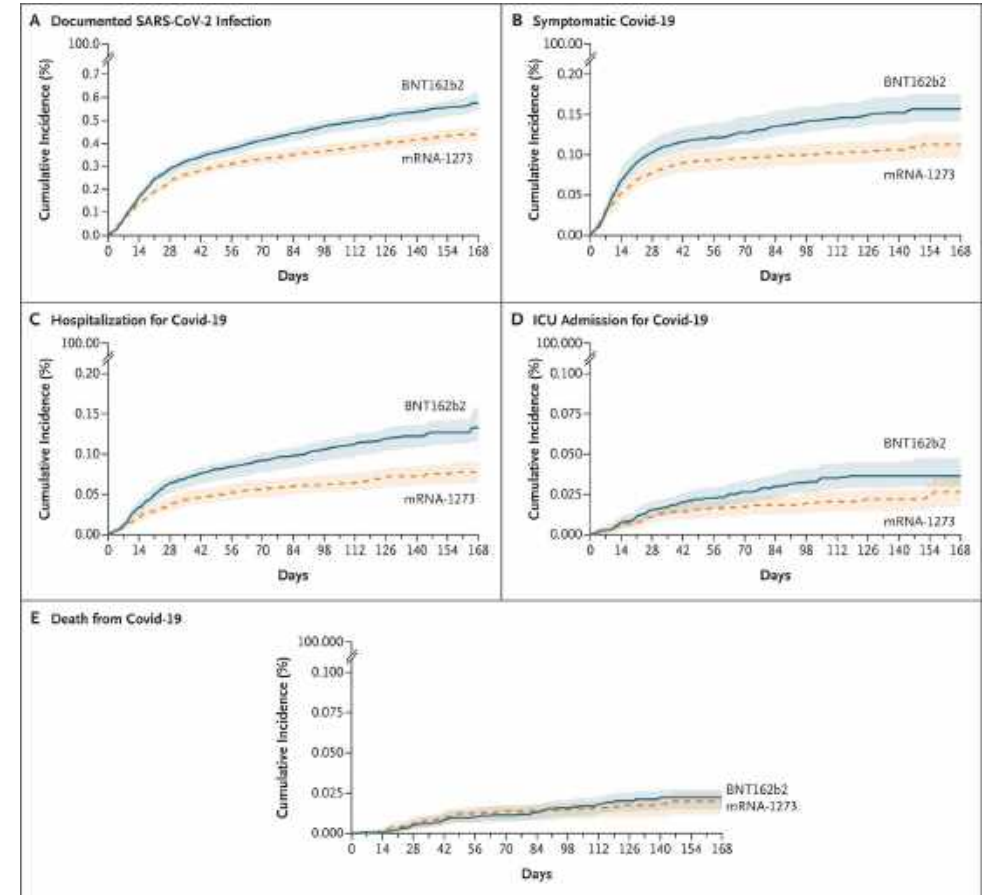 A Documented SARS-CoV-2 Infection
Cumulative Incidence (%)
100.0
0.7
0.6
0.5
0.4
0.3
0.2
0.1
0.0
BNT162b2
mRNA-1273
0 14 28 42 56 70 84 98 112 126 140 154 168
Days
B Symptomatic Covid-19
Cumulative Incidence (%)
100.00
0.20
0.15
0.10
0.05
0.00
BNT162b2
mRNA-1273
0 14 28 42 56 70 84 98 112 126 140 154 168
Days
C Hospitalization for Covid-19
Cumulative Incidence (%)
100.00
0.20
0.15
0.10
0.05
0.00
BNT162b2
mRNA-1273
0 14 28 42 56 70 84 98 112 126 140 154 168
Days
D ICU Admission for Covid-19
Cumulative Incidence (%)
100.000
0.100
0.075
0.050
0.025
0.000
BNT162b2
mRNA-1273
0 14 28 42 56 70 84 98 112 126 140 154 168
Days
E Death from Covid-19
Cumulative Incidence (%)
100.000
0.100
0.075
0.050
0.025
0.000
BNT162b2
mRNA-1273
0 14 28 42 56 70 84 98 112 126 140 154 168
Days